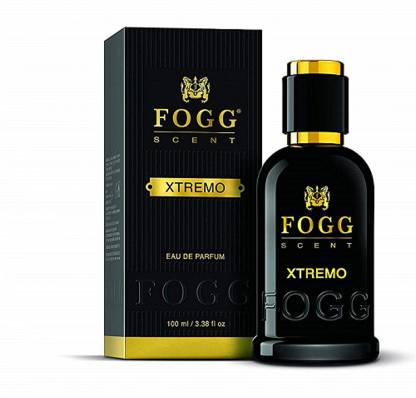 FOGG®
SCENT
XTREMO
EAU DE PARFUM
FOGG
100 ml / 3.38 fl oz
FOGG
SCENT
XTREMO
FOGG